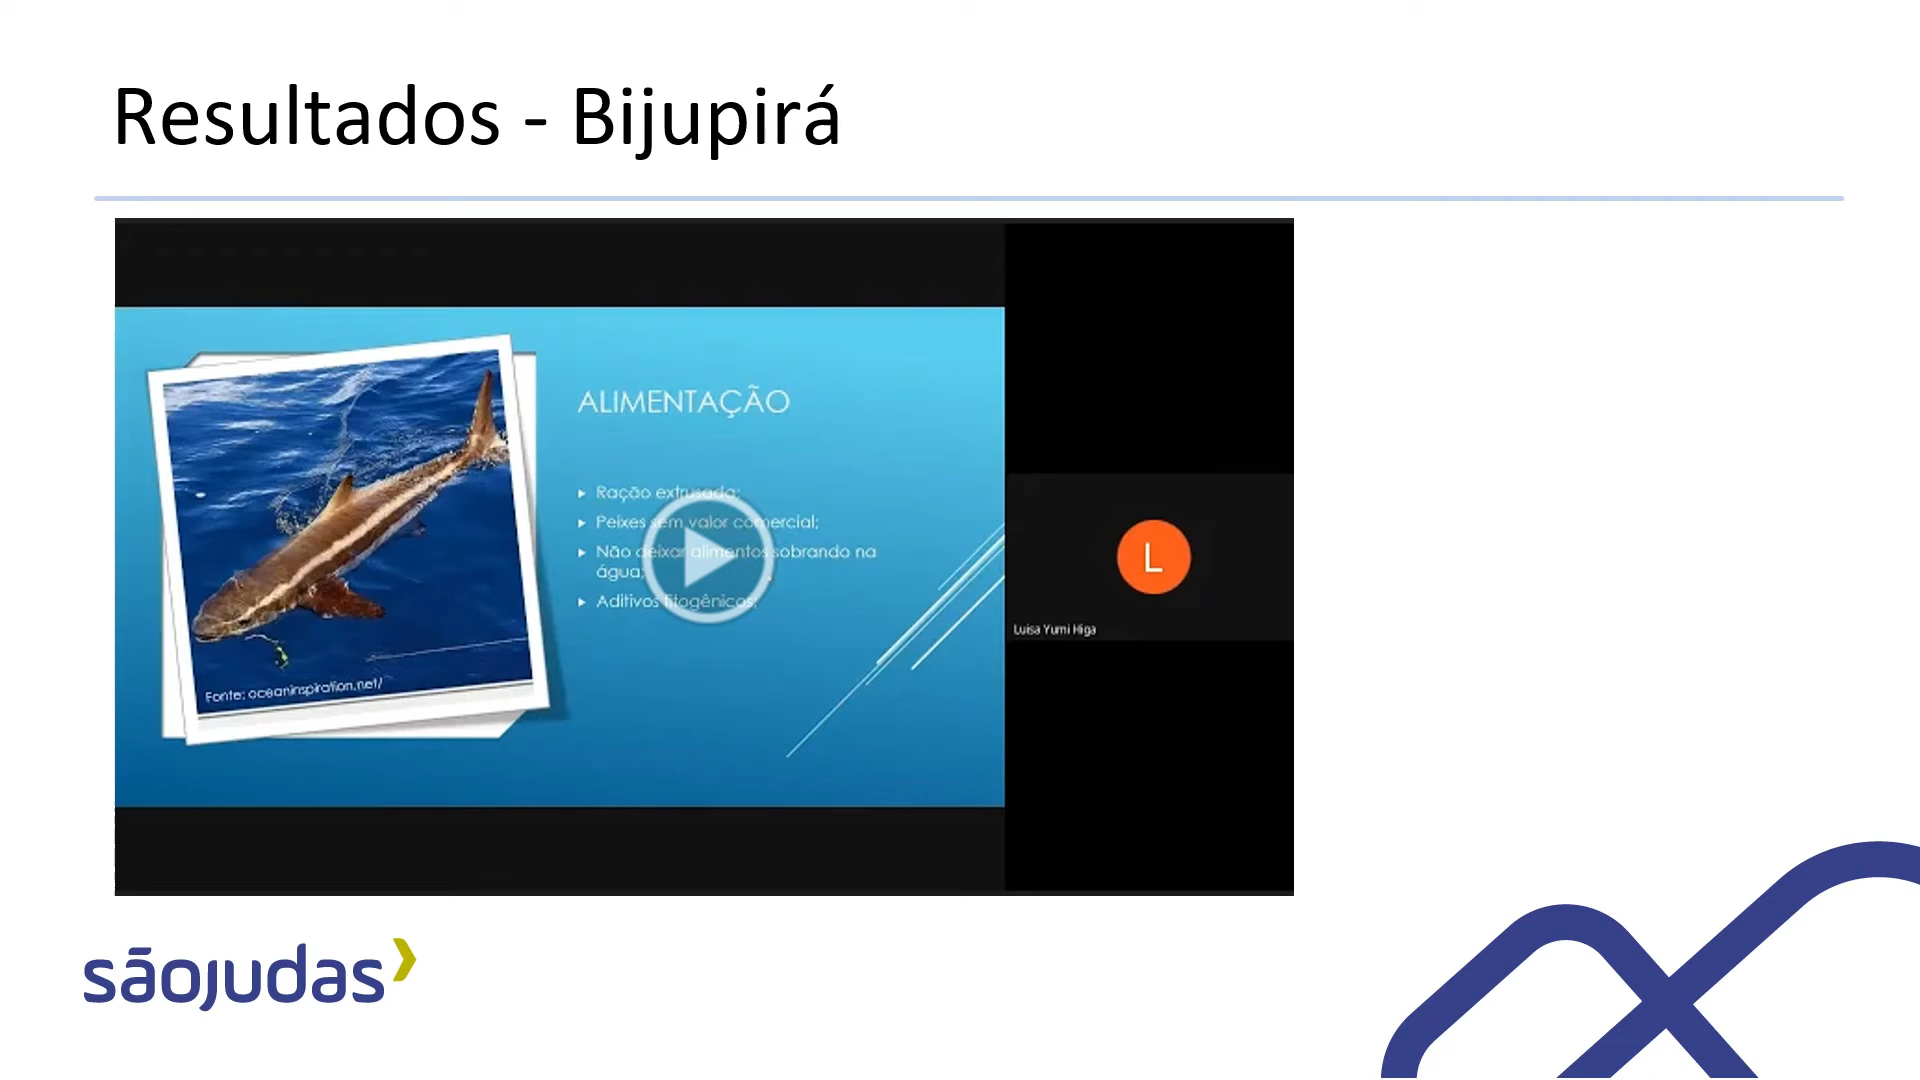 Resultados - Bijupirá
ALIMENTAÇÃO
Ração extrusada;
Peixes sem valor comercial;
Não deixar alimentos sobrando na
água;
Aditivos fitogênicos;
Fonte: oceaninspiration.net/
L
Luisa Yumi Higa
sãojudas